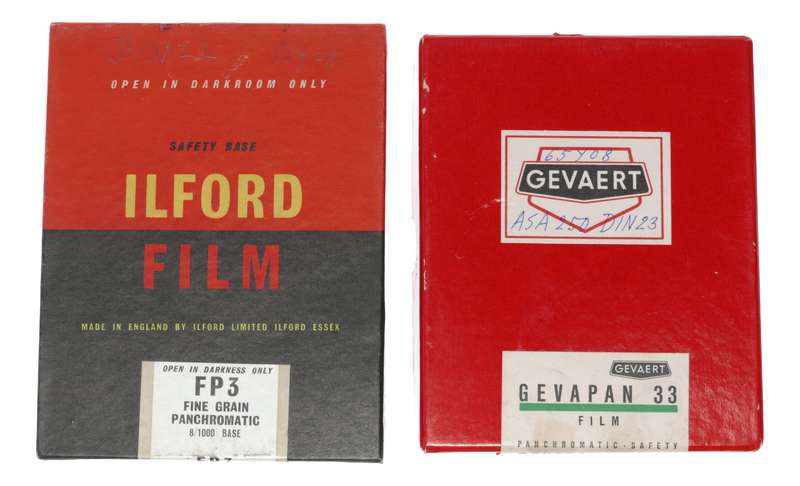 OPEN IN DARKROOM ONLY
SAFETY BASE
ILFORD
FILM
MADE IN ENGLAND BY ILFORD LIMITED ILFORD ESSEX
OPEN IN DARKNESS ONLY
FP3
FINE GRAIN
PANCHROMATIC
8/1000 BASE
FP3
65Y08
GEVAERT
ASA 250 DIN 23
GEVAERT
GEVAPAN 33
FILM
PANCHROMATIC-SAFETY